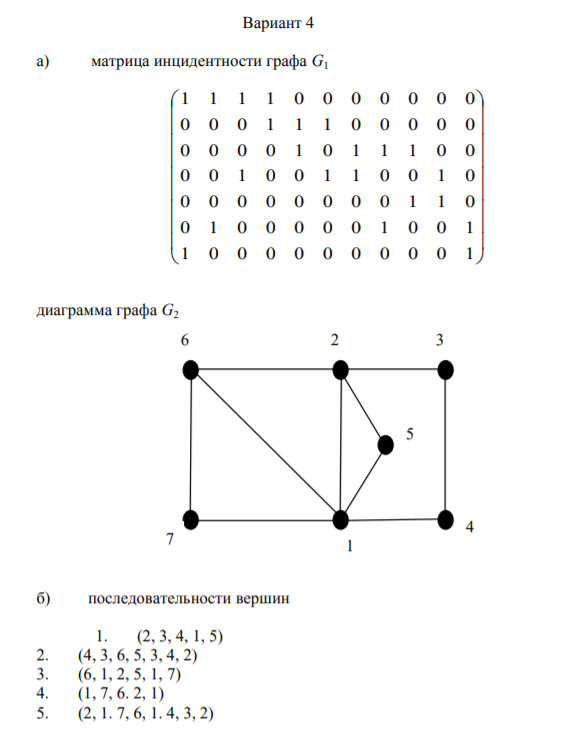 Вариант 4
а) матрица инцидентности графа G₁
1 1 1 1 0 0 0 0 0 0 0
0 0 0 1 1 1 0 0 0 0 0
0 0 0 0 1 0 1 1 1 0 0
0 0 1 0 0 1 1 0 0 1 0
0 0 0 0 0 0 0 0 1 1 0
0 1 0 0 0 0 0 1 0 0 1
1 0 0 0 0 0 0 0 0 0 1
диаграмма графа G₂
6 2 3
5
4
7
1
б) последовательности вершин
1. (2, 3, 4, 1, 5)
2. (4, 3, 6, 5, 3, 4, 2)
3. (6, 1, 2, 5, 1, 7)
4. (1, 7, 6. 2, 1)
5. (2, 1. 7, 6, 1. 4, 3, 2)